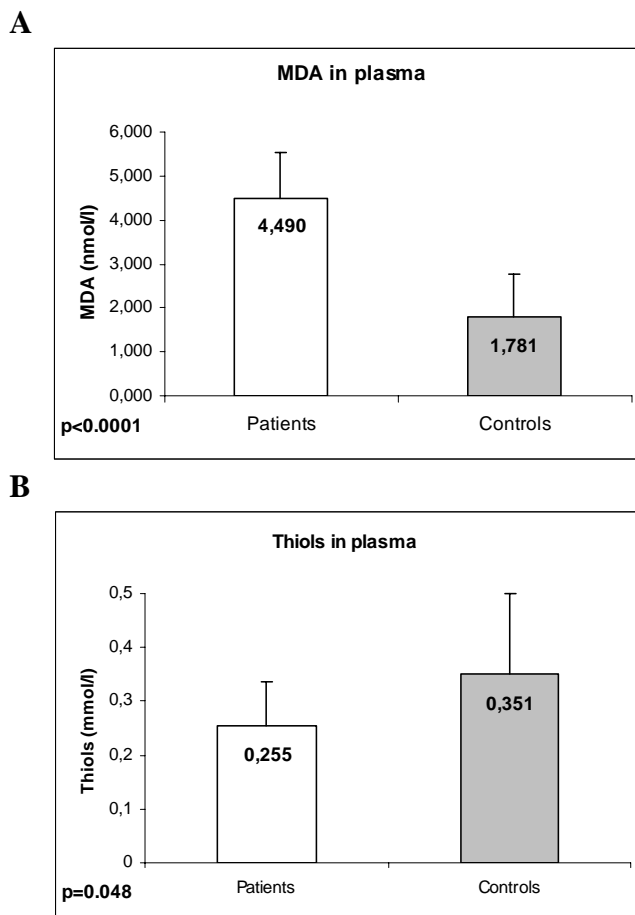 A
MDA in plasma
6,000
5,000
4,000
3,000
2,000
1,000
0,000
MDA (nmol/l)
4,490
1,781
Patients
Controls
p<0.0001
B
Thiols in plasma
0,5
0,4
0,3
0,2
0,1
0
Thiols (mmol/l)
0,255
0,351
Patients
Controls
p=0.048